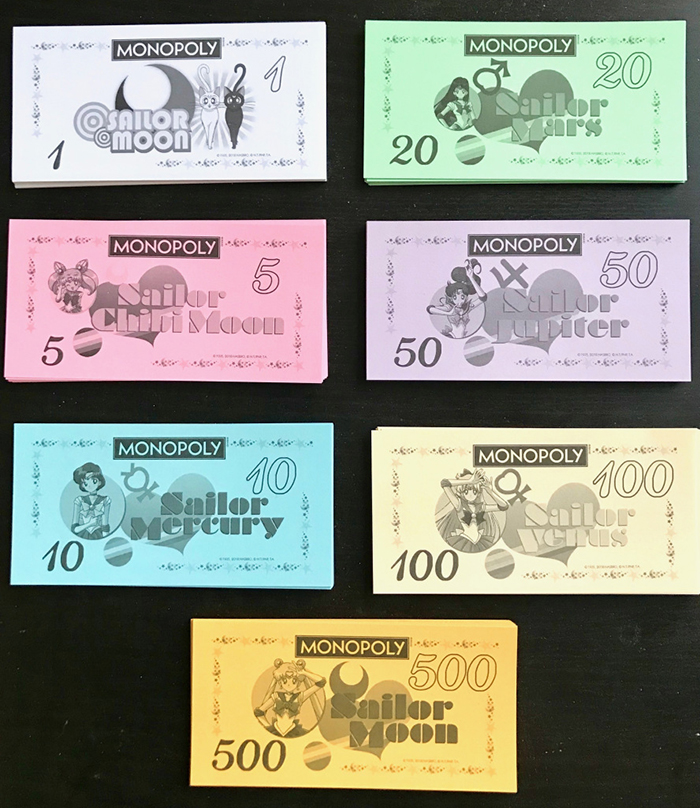 MONOPOLY
1
SAILOR
MOON
1
MONOPOLY
20
Sailor
Mars
20
MONOPOLY
5
Sailor
Chibi Moon
5
MONOPOLY
50
Sailor
Jupiter
50
MONOPOLY
10
Sailor
Mercury
10
MONOPOLY
100
Sailor
Venus
100
MONOPOLY
500
Sailor
Moon
500